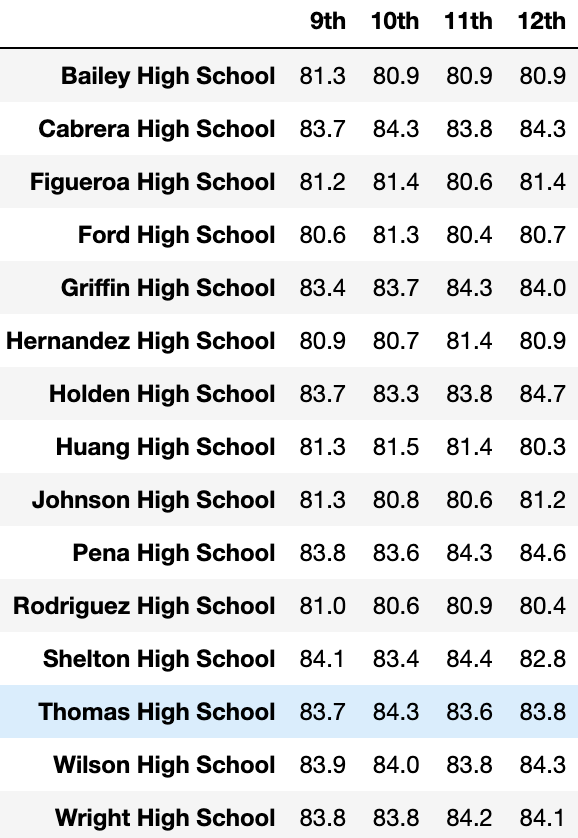 9th 10th 11th 12th
Bailey High School 81.3 80.9 80.9 80.9
Cabrera High School 83.7 84.3 83.8 84.3
Figueroa High School 81.2 81.4 80.6 81.4
Ford High School 80.6 81.3 80.4 80.7
Griffin High School 83.4 83.7 84.3 84.0
Hernandez High School 80.9 80.7 81.4 80.9
Holden High School 83.7 83.3 83.8 84.7
Huang High School 81.3 81.5 81.4 80.3
Johnson High School 81.3 80.8 80.6 81.2
Pena High School 83.8 83.6 84.3 84.6
Rodriguez High School 81.0 80.6 80.9 80.4
Shelton High School 84.1 83.4 84.4 82.8
Thomas High School 83.7 84.3 83.6 83.8
Wilson High School 83.9 84.0 83.8 84.3
Wright High School 83.8 83.8 84.2 84.1